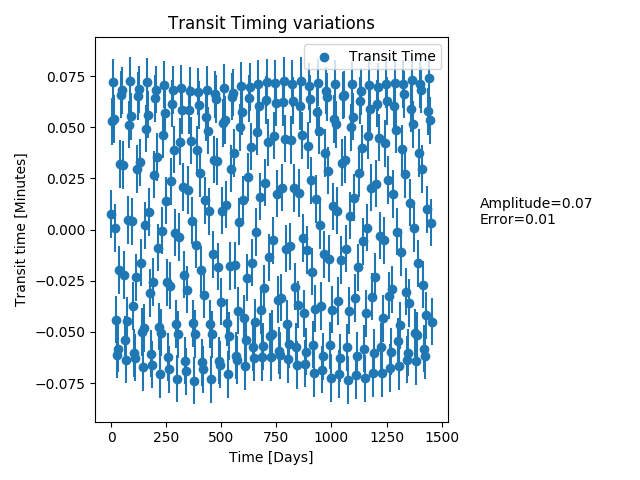 Transit Timing variations
Transit Time
0.075
0.050
0.025
0.000
−0.025
−0.050
−0.075
Transit time [Minutes]
0 250 500 750 1000 1250 1500
Time [Days]
Amplitude=0.07
Error=0.01